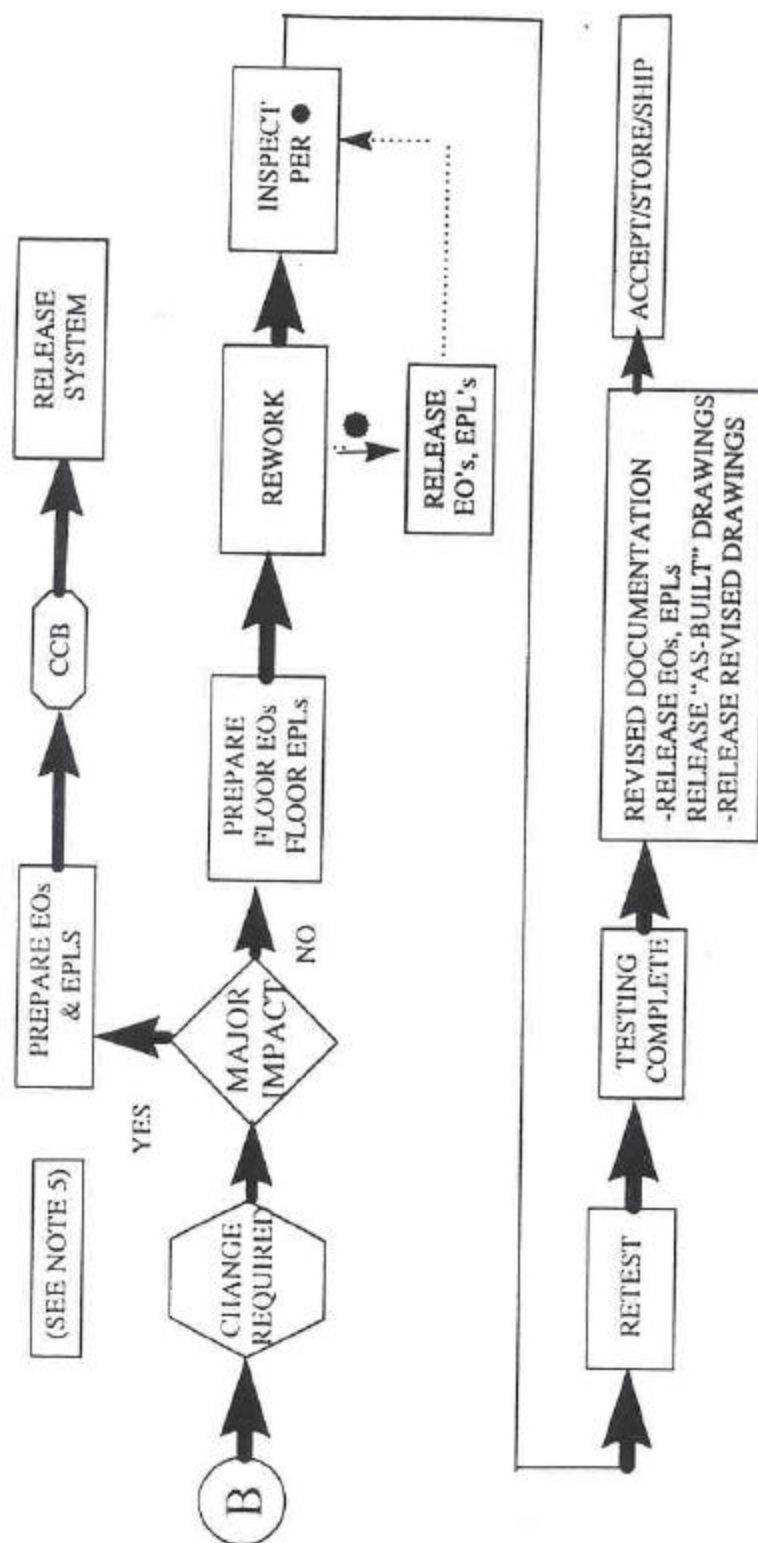 (SEE NOTE 5)
PREPARE EOs
& EPLS
CCB
RELEASE
SYSTEM
YES
B
CHANGE
REQUIRED
MAJOR
IMPACT
NO
PREPARE
FLOOR EOs
FLOOR EPLs
REWORK
INSPECT
PER ●
RELEASE
EO's, EPL's
RETEST
TESTING
COMPLETE
REVISED DOCUMENTATION
-RELEASE EOs, EPLs
RELEASE “AS-BUILT” DRAWINGS
-RELEASE REVISED DRAWINGS
ACCEPT/STORE/SHIP